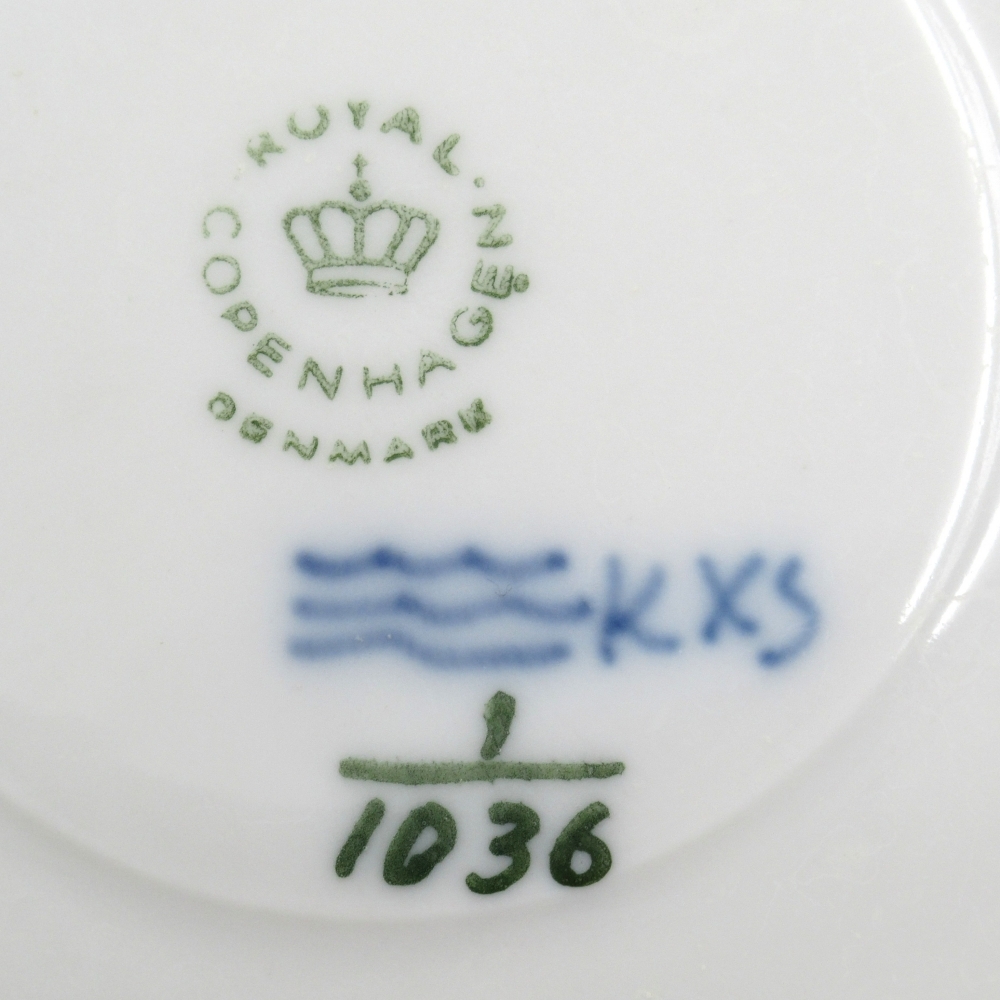 ROYAL
COPENHAGEN
DENMARK
KXS
1
1036